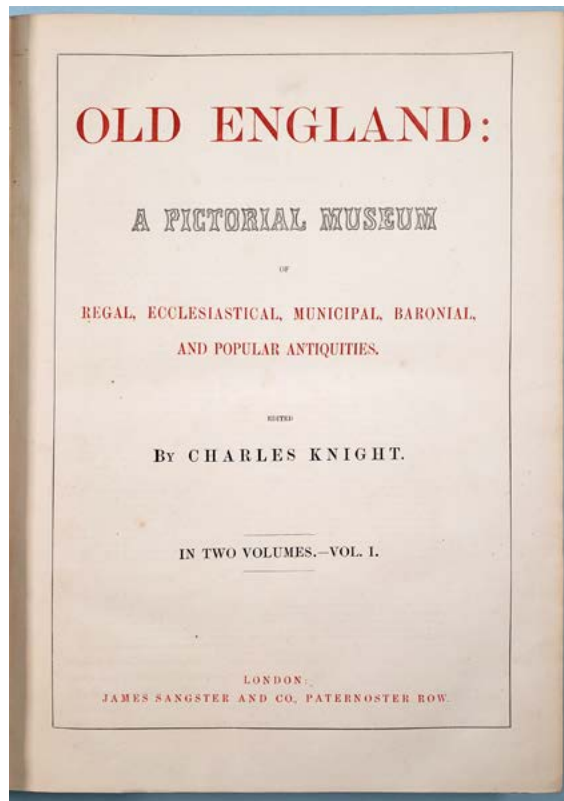 OLD ENGLAND:
A PICTORIAL MUSEUM
OF
REGAL, ECCLESIASTICAL, MUNICIPAL, BARONIAL,
AND POPULAR ANTIQUITIES.
EDITED
BY CHARLES KNIGHT.
IN TWO VOLUMES.—VOL. I.
LONDON:
JAMES SANGSTER AND CO., PATERNOSTER ROW.